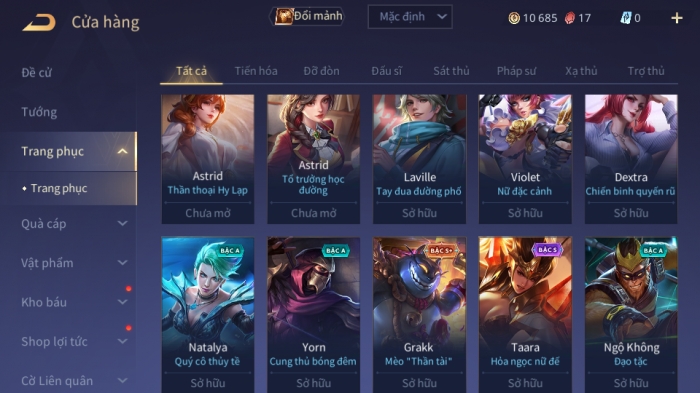 Cửa hàng
Đổi mảnh
Mặc định
10 685
17
0
Đề cử
Tướng
Trang phục
Trang phục
Quà cáp
Vật phẩm
Kho báu
Shop lợi tức
Cờ Liên quân
Tất cả Tiến hóa Đỡ đòn Đấu sĩ Sát thủ Pháp sư Xạ thủ Trợ thủ
Astrid
Thần thoại Hy Lạp
Chưa mở
Astrid
Tổ trưởng học
đường
Chưa mở
Laville
Tay đua đường phố
Sở hữu
Violet
Nữ đặc cảnh
Sở hữu
Dextra
Chiến binh quyến rũ
Sở hữu
BẬC A
Natalya
Quý cô thủy tề
Sở hữu
BẬC A
Yorn
Cung thủ bóng đêm
Sở hữu
BẬC S+
Grakk
Mèo "Thần tài"
Sở hữu
BẬC S
Taara
Hỏa ngọc nữ đế
Sở hữu
BẬC A
Ngộ Không
Đạo tặc
Sở hữu